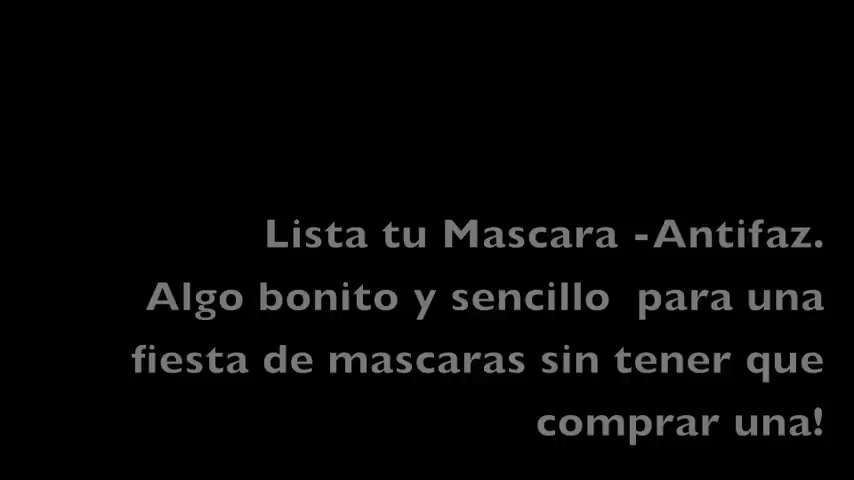 Lista tu Mascara -Antifaz.
Algo bonito y sencillo para una
fiesta de mascaras sin tener que
comprar una!